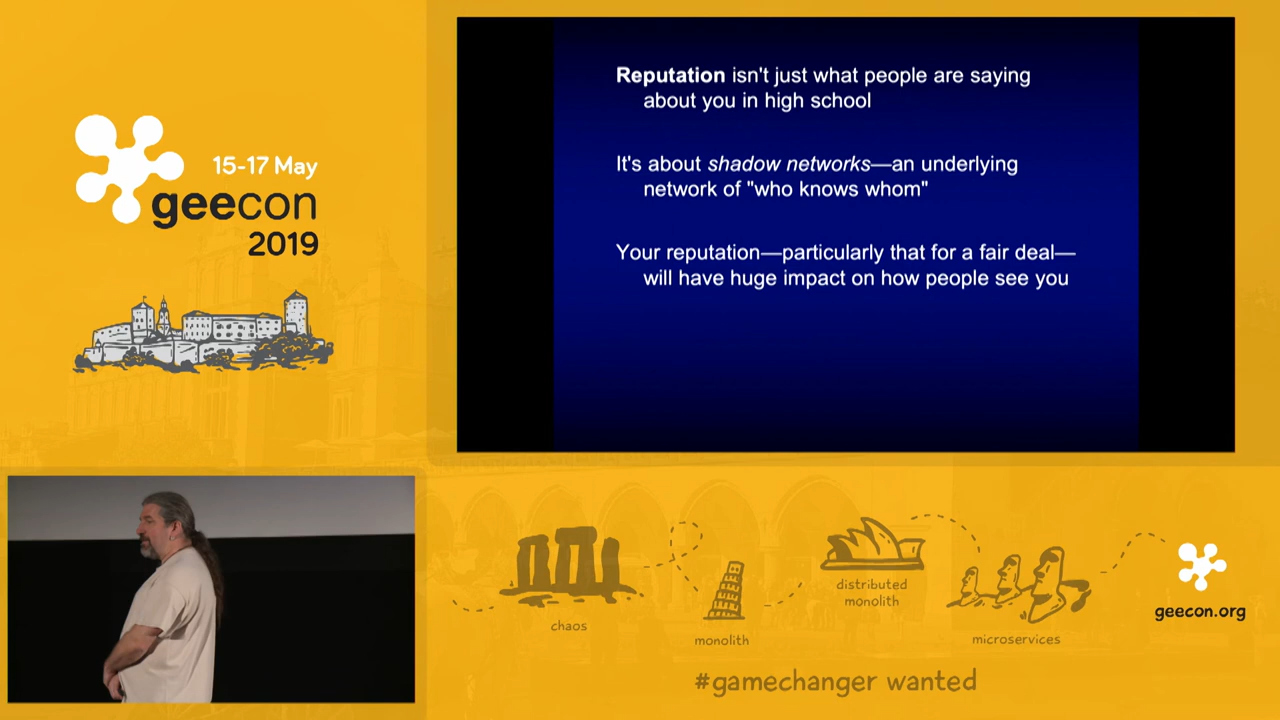 15-17 May
geecon
2019
Reputation isn't just what people are saying
about you in high school
It's about shadow networks—an underlying
network of "who knows whom"
Your reputation—particularly that for a fair deal—
will have huge impact on how people see you
chaos
monolith
distributed
monolith
microservices
geecon.org
#gamechanger wanted